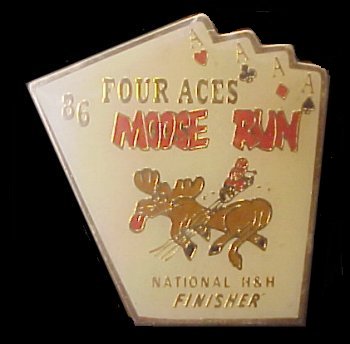 A A A A
86 FOUR ACES
MOOSE RUN
NATIONAL H&H
FINISHER